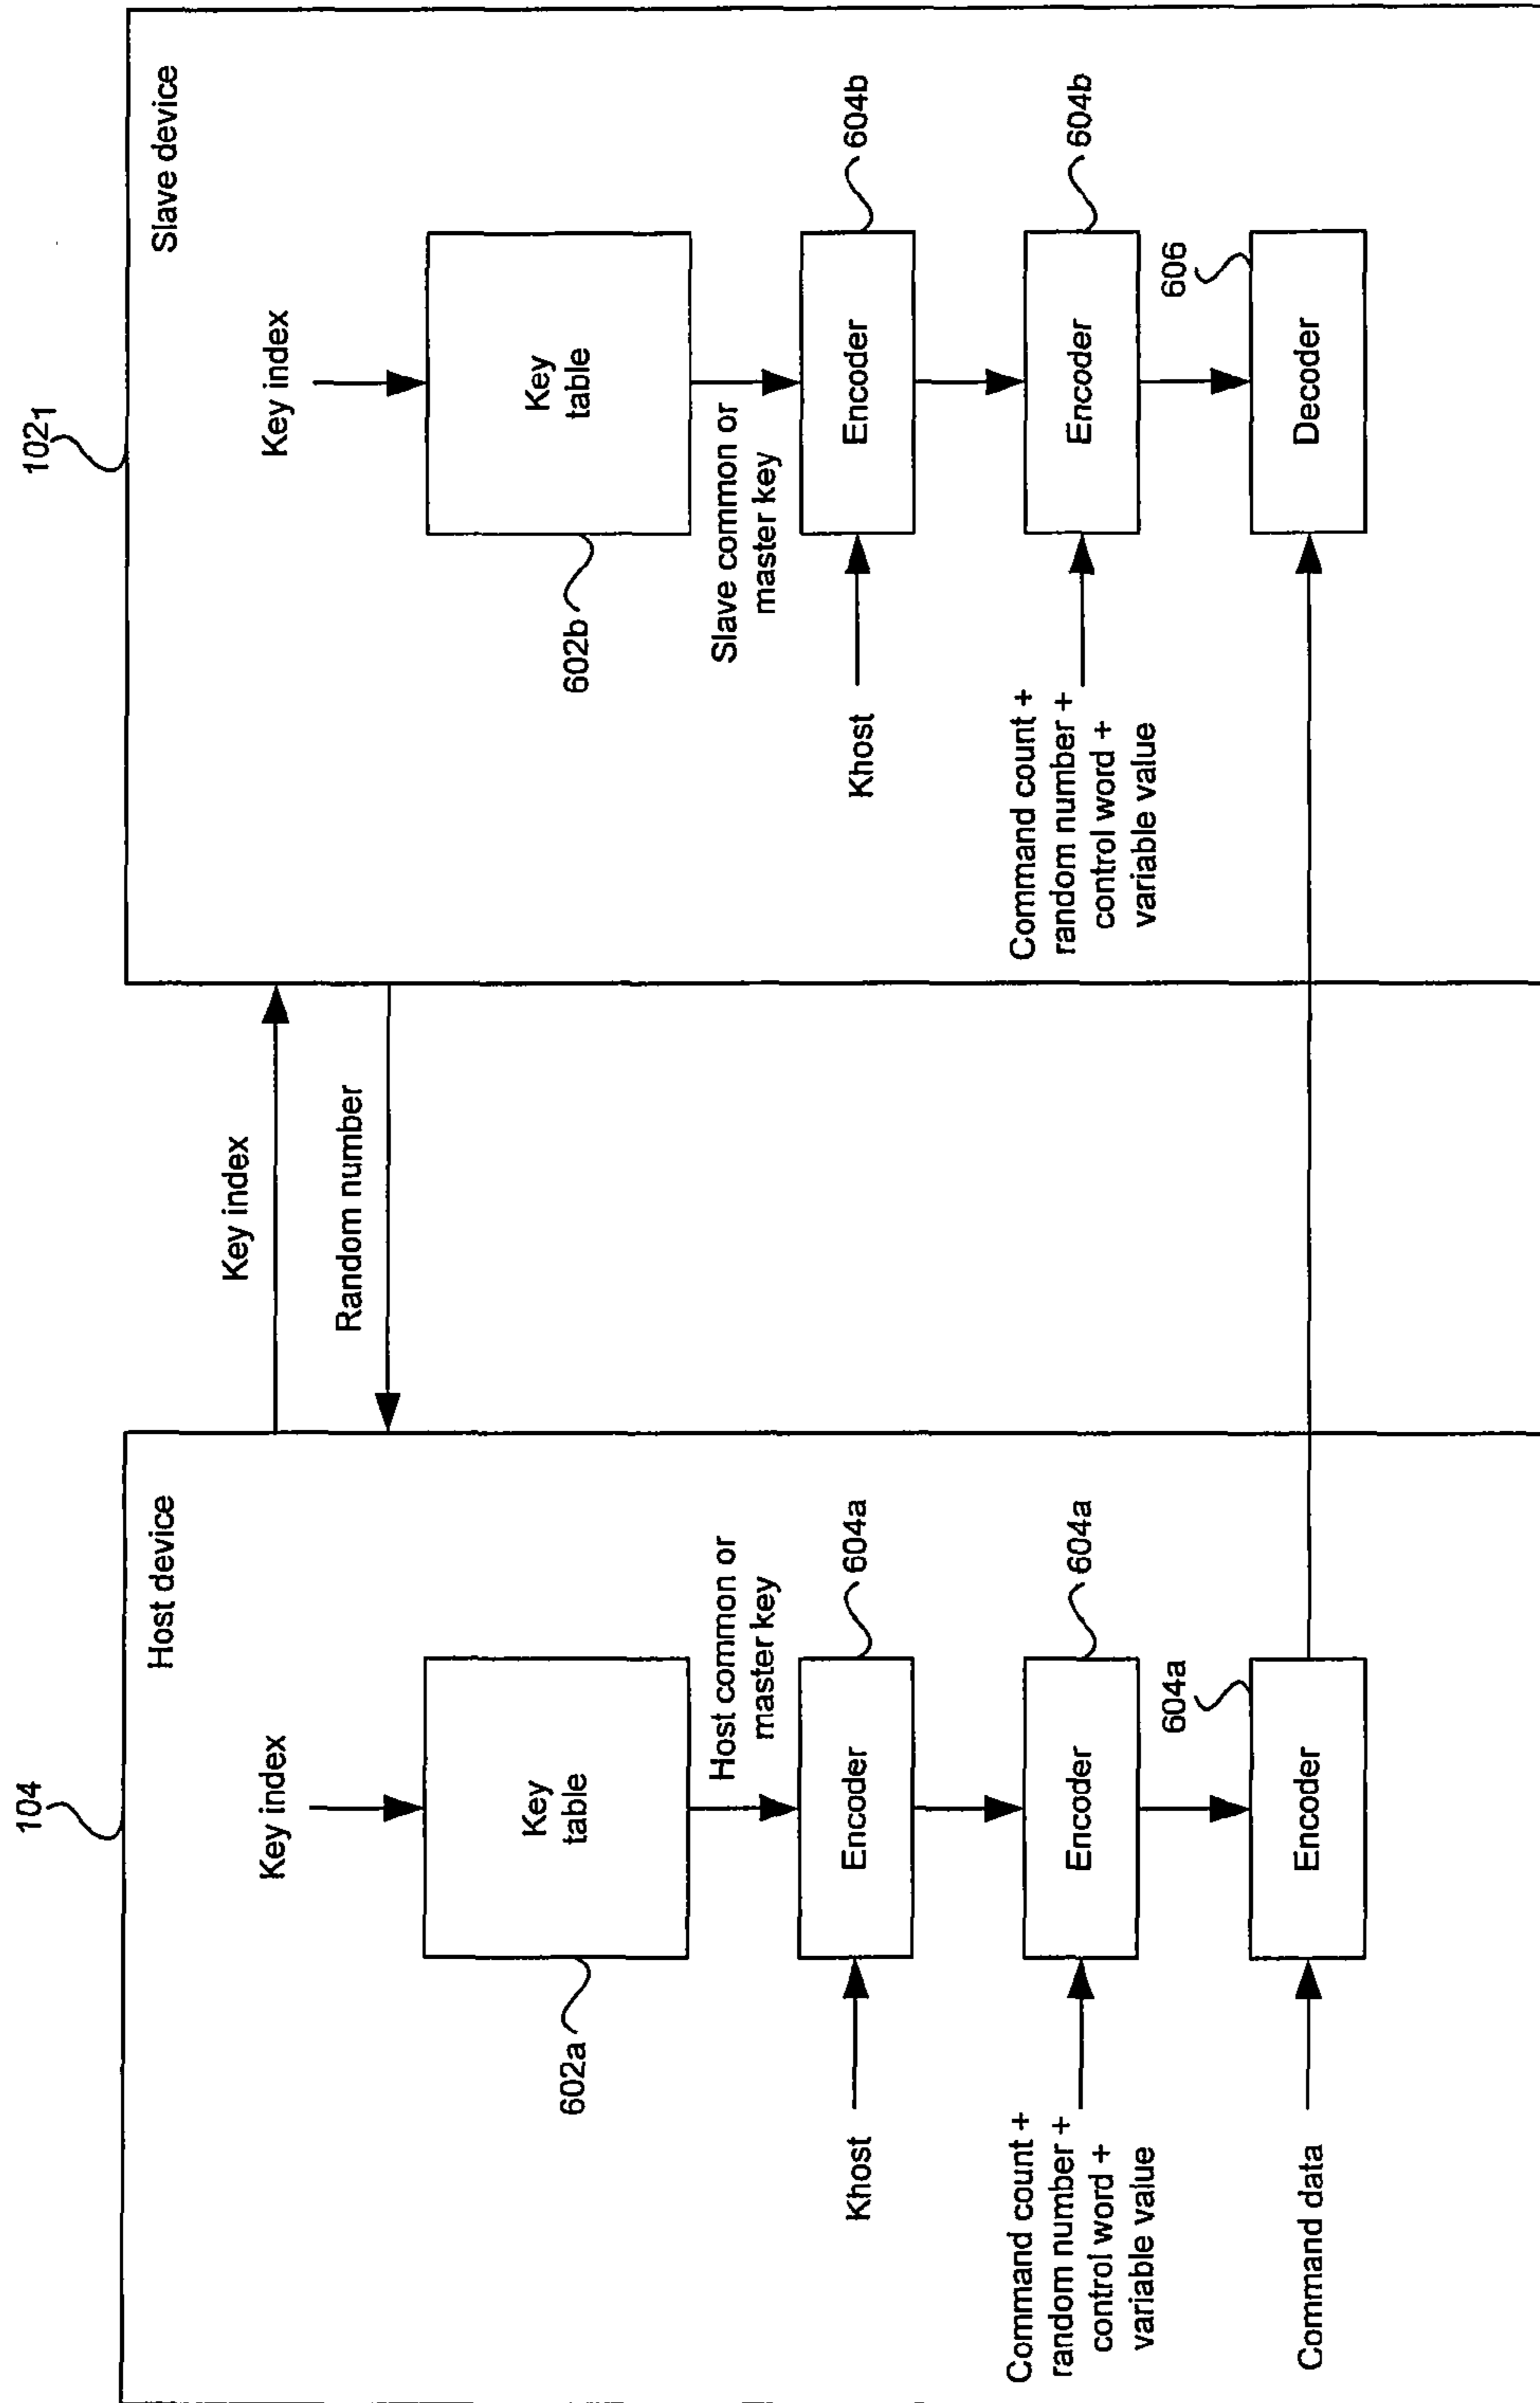 104
Host device
Key index
Key
table
602a
Host common or
master key
Khost
Encoder
604a
Command count +
random number +
control word +
variable value
Encoder
604a
Command data
Encoder
604a
Key index
Random number
102₁
Slave device
Key index
Key
table
602b
Slave common or
master key
Khost
Encoder
604b
Command count +
random number +
control word +
variable value
Encoder
604b
Decoder
606